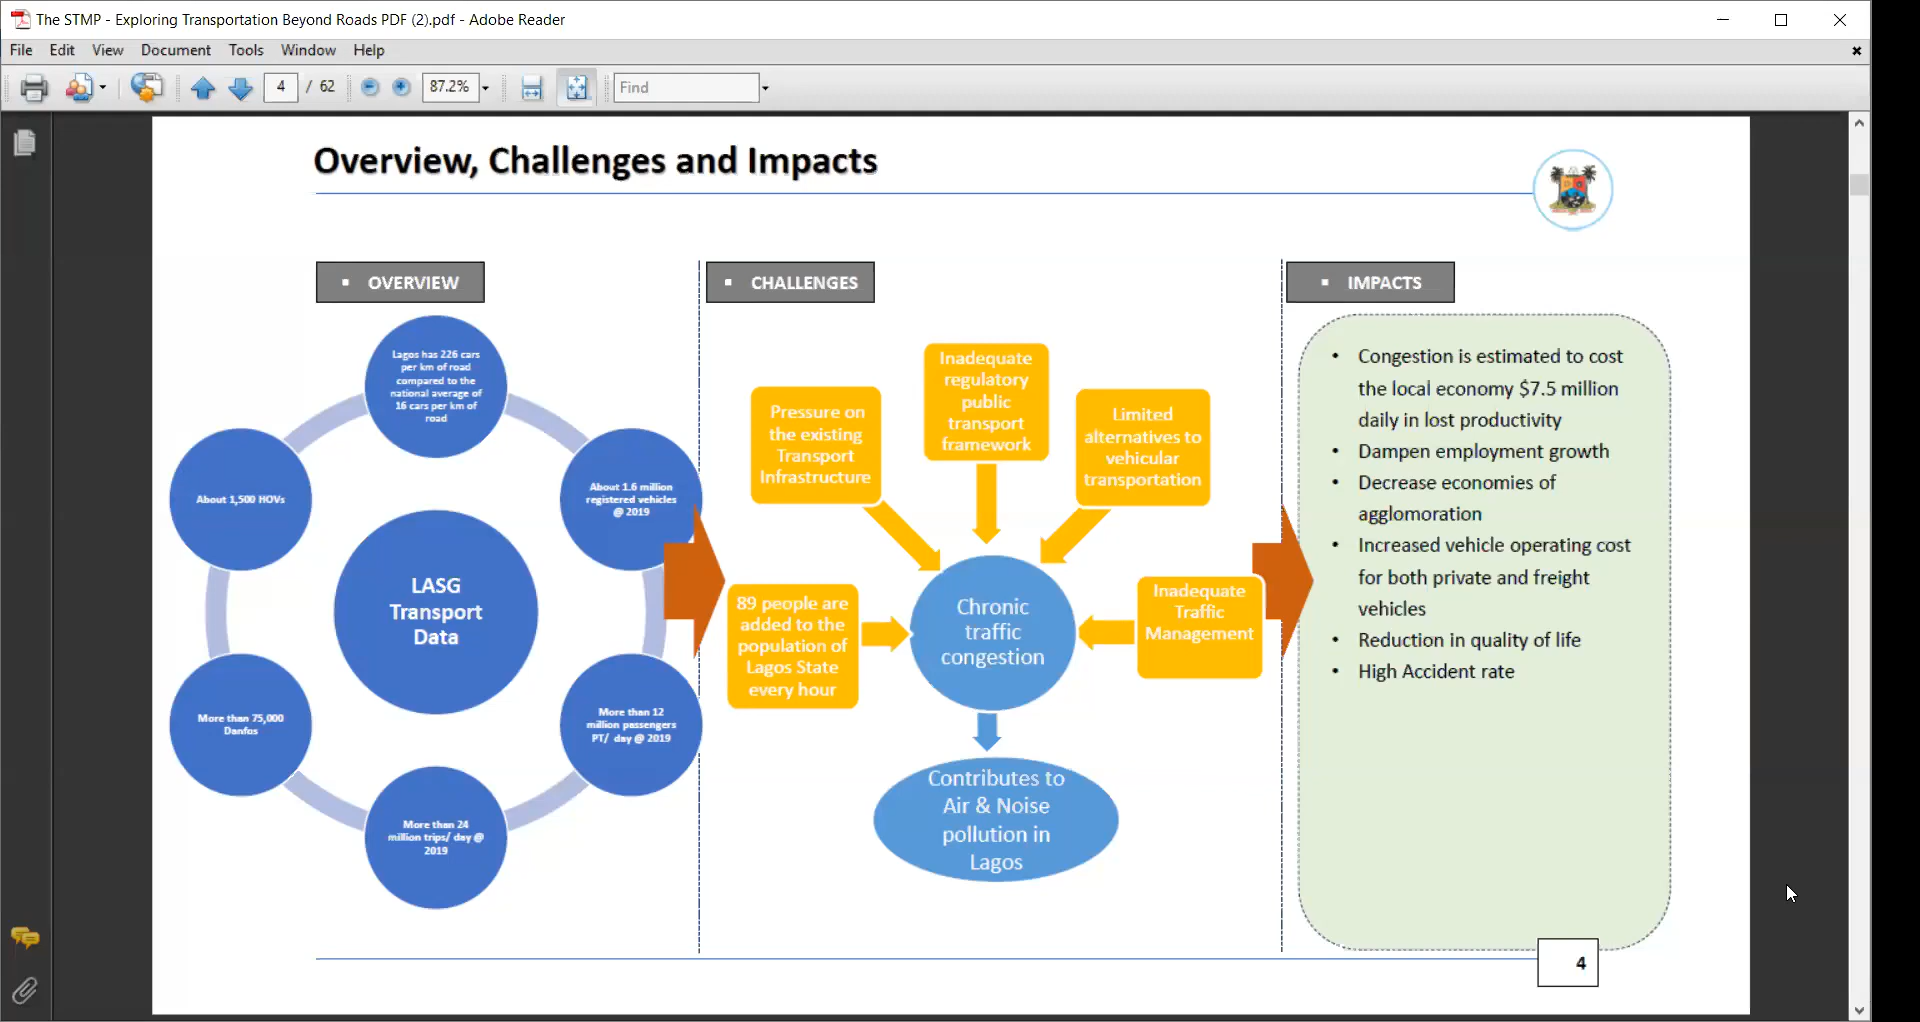 The STMP - Exploring Transportation Beyond Roads PDF (2).pdf - Adobe Reader
File Edit View Document Tools Window Help
4 / 62 87.2% Find
Overview, Challenges and Impacts
▪ OVERVIEW
Lagos has 226 cars
per km of road
compared to the
national average of
16 cars per km of
road
About 1.6 million
registered vehicles
@ 2019
More than 12
million passengers
PT/ day @ 2019
More than 24
million trips/ day @
2019
More than 75,000
Danfos
About 1,500 HOVs
LASG
Transport
Data
▪ CHALLENGES
Pressure on
the existing
Transport
Infrastructure
Inadequate
regulatory
public
transport
framework
Limited
alternatives to
vehicular
transportation
89 people are
added to the
population of
Lagos State
every hour
Chronic
traffic
congestion
Inadequate
Traffic
Management
Contributes to
Air & Noise
pollution in
Lagos
▪ IMPACTS
• Congestion is estimated to cost
the local economy $7.5 million
daily in lost productivity
• Dampen employment growth
• Decrease economies of
agglomoration
• Increased vehicle operating cost
for both private and freight
vehicles
• Reduction in quality of life
• High Accident rate
4